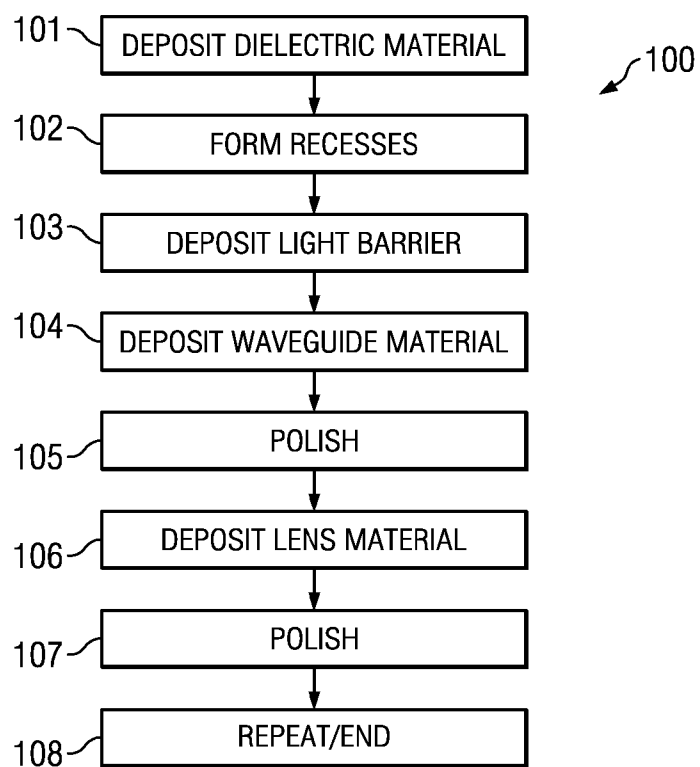 100
101 DEPOSIT DIELECTRIC MATERIAL
102 FORM RECESSES
103 DEPOSIT LIGHT BARRIER
104 DEPOSIT WAVEGUIDE MATERIAL
105 POLISH
106 DEPOSIT LENS MATERIAL
107 POLISH
108 REPEAT/END